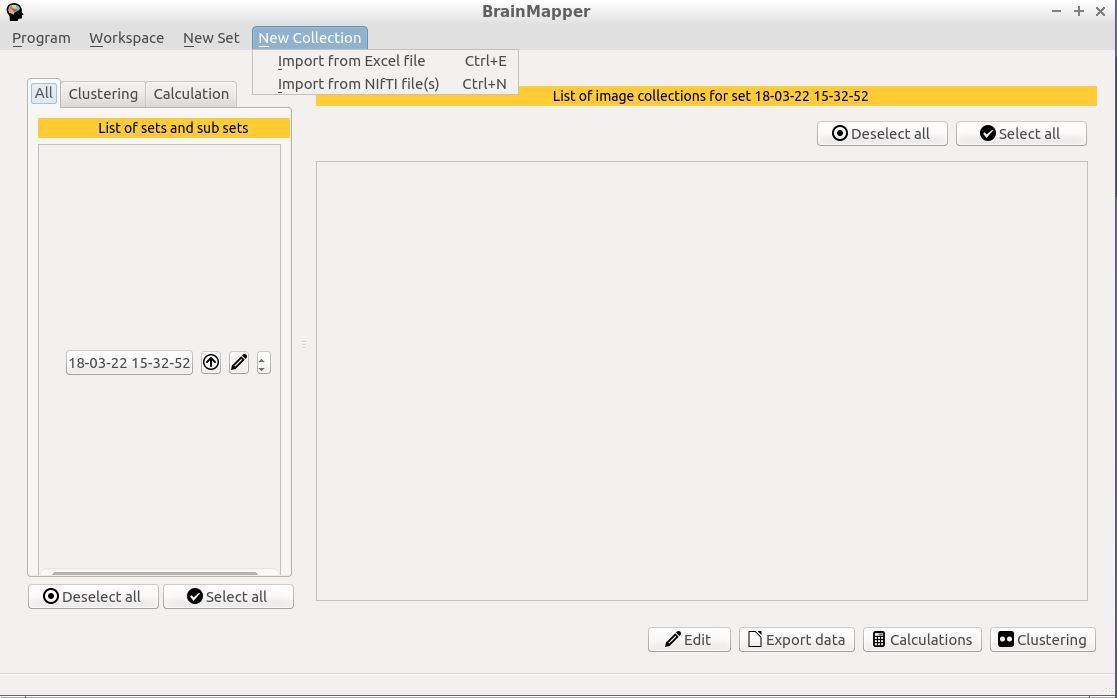 BrainMapper
Program Workspace New Set New Collection
Import from Excel file Ctrl+E
Import from NIfTI file(s) Ctrl+N
All Clustering Calculation
List of image collections for set 18-03-22 15-32-52
List of sets and sub sets
Deselect all Select all
18-03-22 15-32-52
Deselect all Select all
Edit Export data Calculations Clustering